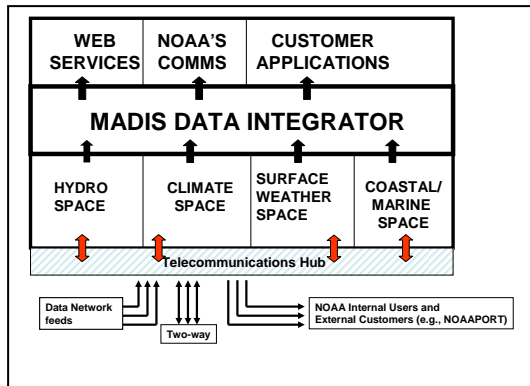 WEB
SERVICES
NOAA'S
COMMS
CUSTOMER
APPLICATIONS
MADIS DATA INTEGRATOR
HYDRO
SPACE
CLIMATE
SPACE
SURFACE
WEATHER
SPACE
COASTAL/
MARINE
SPACE
Telecommunications Hub
Data Network
feeds
Two-way
NOAA Internal Users and
External Customers (e.g., NOAAPORT)